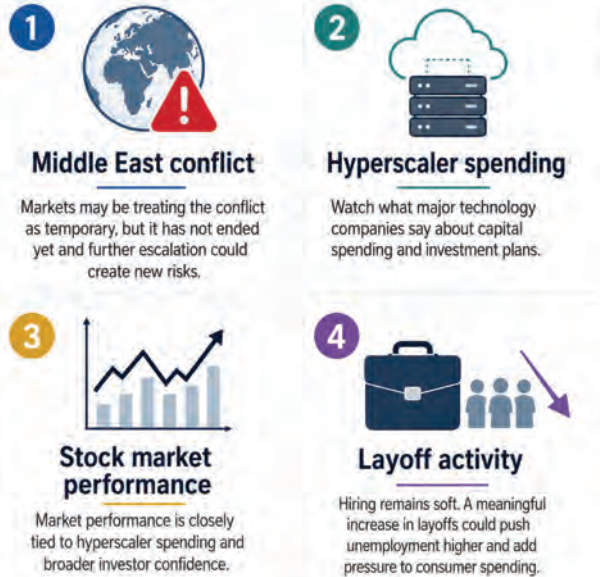 1
Middle East conflict
Markets may be treating the conflict
as temporary, but it has not ended
yet and further escalation could
create new risks.
2
Hyperscaler spending
Watch what major technology
companies say about capital
spending and investment plans.
3
Stock market
performance
Market performance is closely
tied to hyperscaler spending and
broader investor confidence.
4
Layoff activity
Hiring remains soft. A meaningful
increase in layoffs could push
unemployment higher and add
pressure to consumer spending.